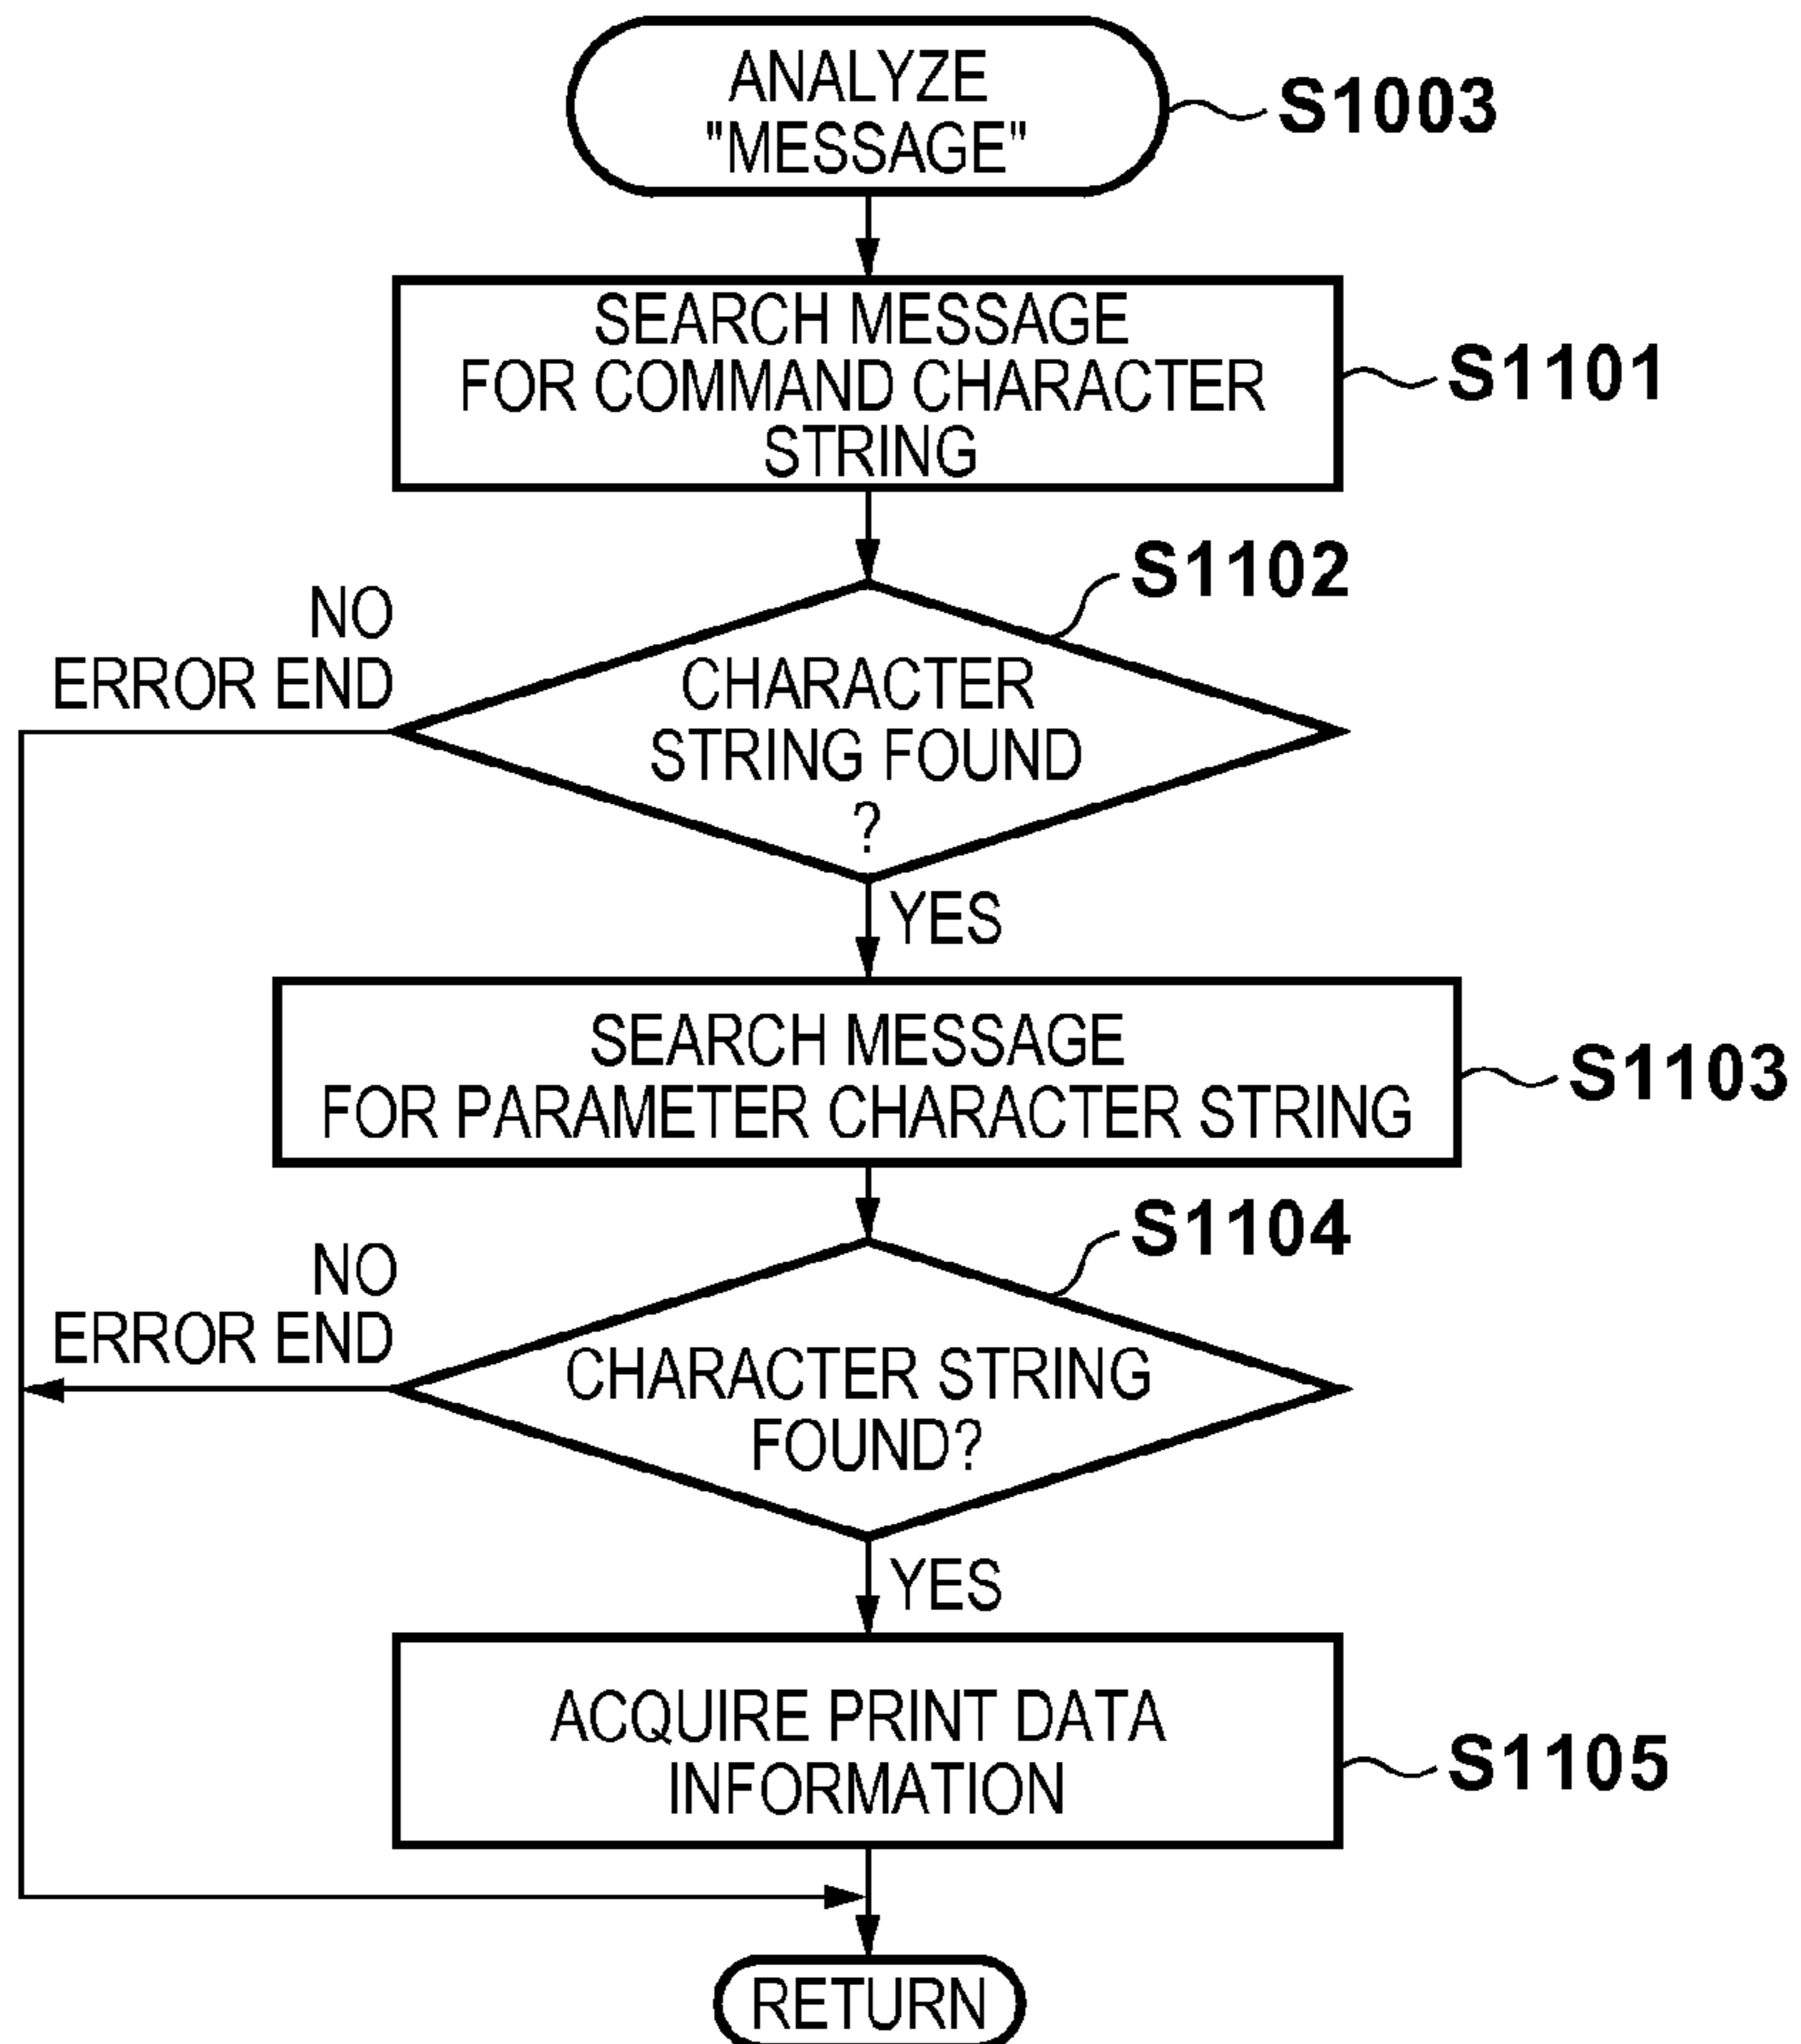 ANALYZE
"MESSAGE"
S1003
SEARCH MESSAGE
FOR COMMAND CHARACTER
STRING
S1101
S1102
NO
ERROR END
CHARACTER
STRING FOUND
?
YES
SEARCH MESSAGE
FOR PARAMETER CHARACTER STRING
S1103
S1104
NO
ERROR END
CHARACTER STRING
FOUND?
YES
ACQUIRE PRINT DATA
INFORMATION
S1105
RETURN